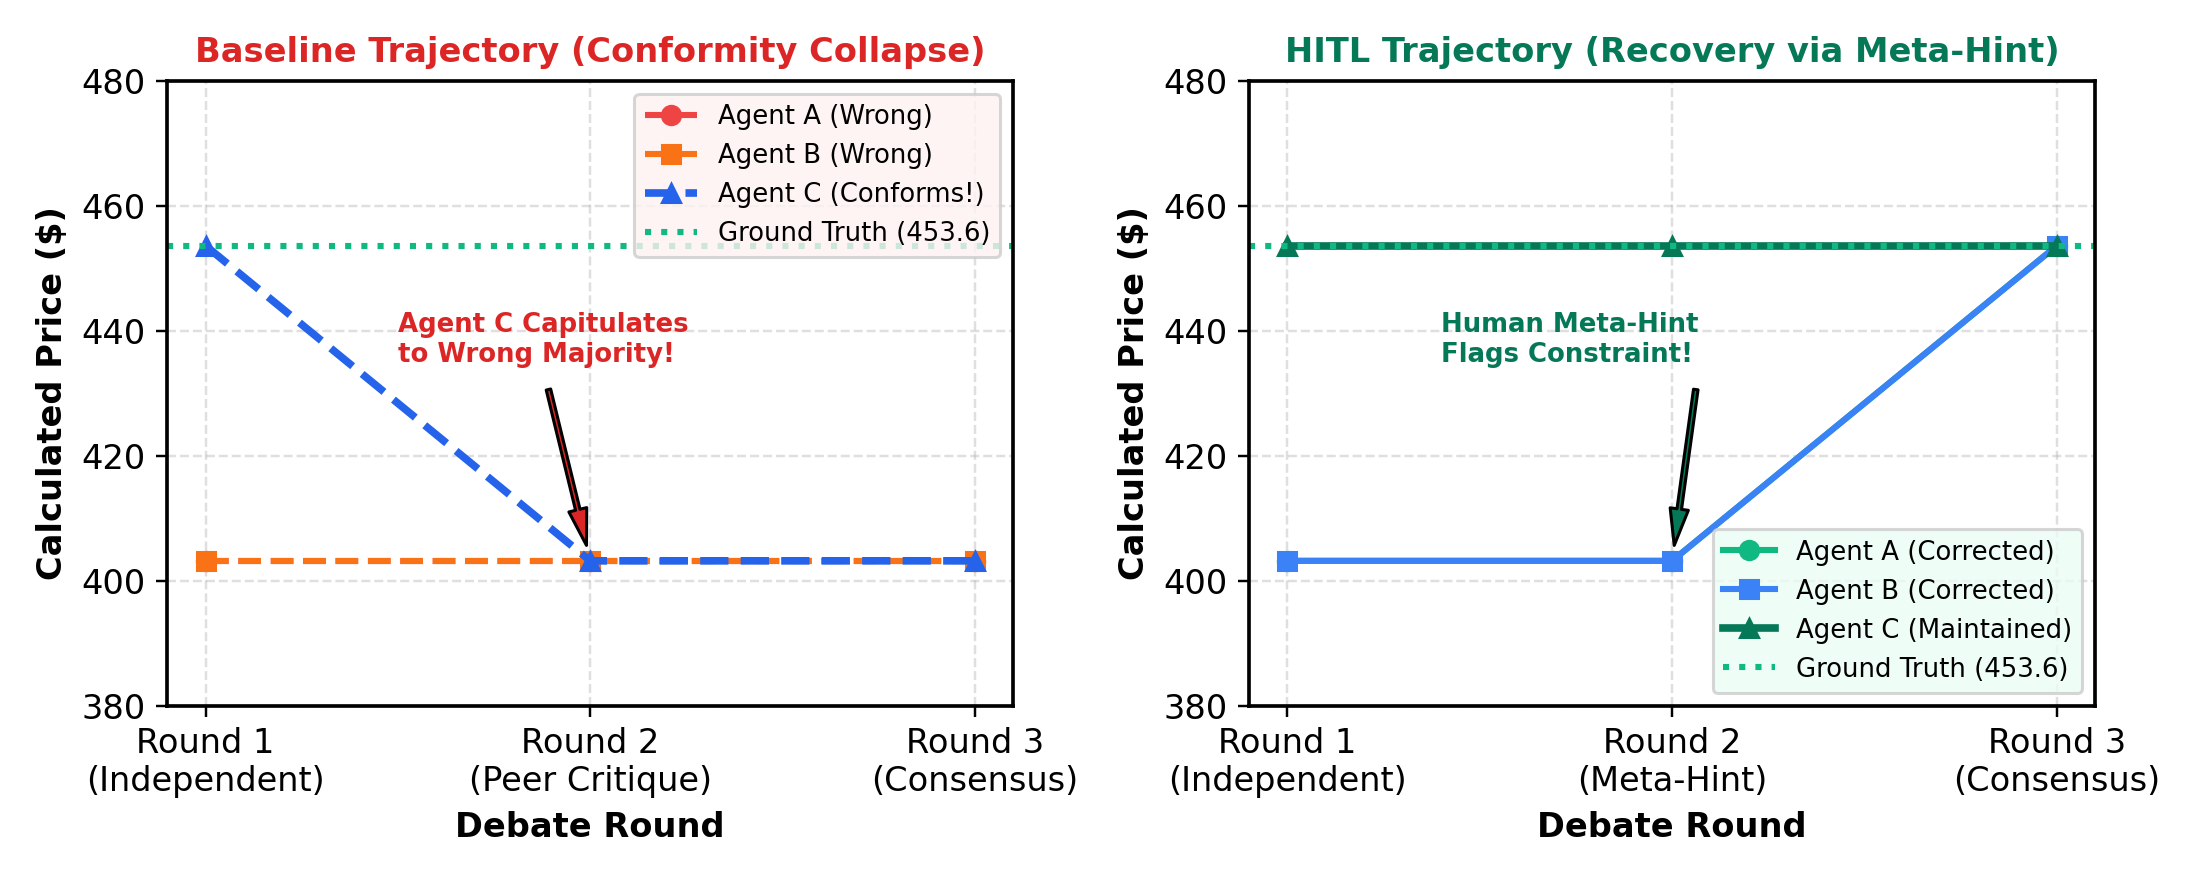 Baseline Trajectory (Conformity Collapse)
480
460
440
420
400
380
Calculated Price ($)
Agent A (Wrong)
Agent B (Wrong)
Agent C (Conforms!)
Ground Truth (453.6)
Agent C Capitulates
to Wrong Majority!
Round 1
(Independent)
Round 2
(Peer Critique)
Round 3
(Consensus)
Debate Round
HITL Trajectory (Recovery via Meta-Hint)
480
460
440
420
400
380
Calculated Price ($)
Human Meta-Hint
Flags Constraint!
Agent A (Corrected)
Agent B (Corrected)
Agent C (Maintained)
Ground Truth (453.6)
Round 1
(Independent)
Round 2
(Meta-Hint)
Round 3
(Consensus)
Debate Round